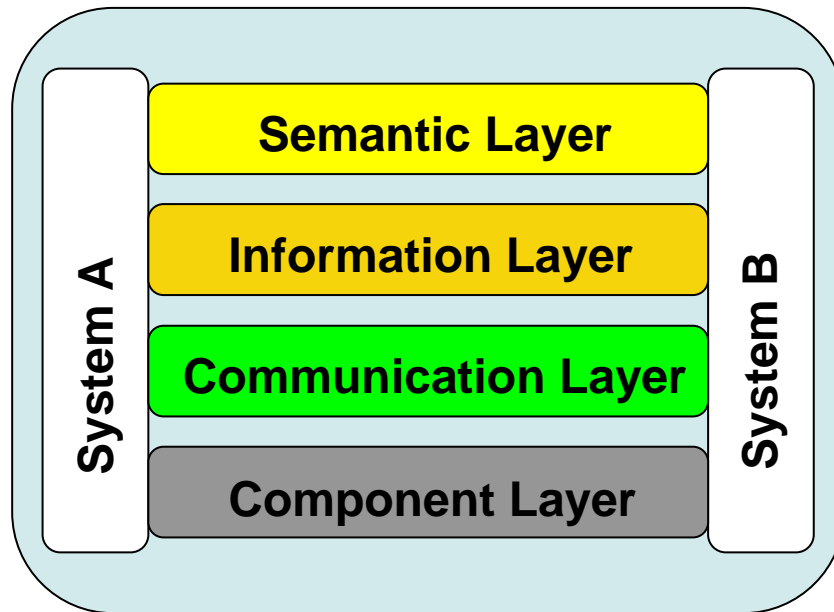 System A
Semantic Layer
Information Layer
Communication Layer
Component Layer
System B